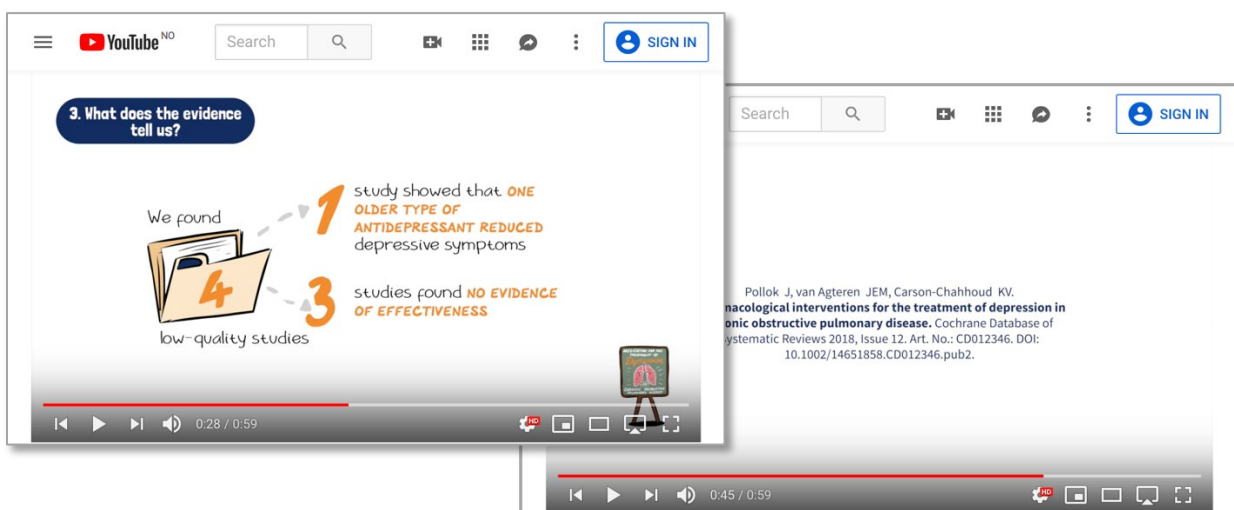 YouTube NO
Search
SIGN IN
3. What does the evidence
tell us?
We found
4
low-quality studies
1
study showed that ONE
OLDER TYPE OF
ANTIDEPRESSANT REDUCED
depressive symptoms
3
studies found NO EVIDENCE
OF EFFECTIVENESS
0:28 / 0:59
HD
Search
SIGN IN
Pollok J, van Agteren JEM, Carson-Chahhoud KV.
nacological interventions for the treatment of depression in
onic obstructive pulmonary disease. Cochrane Database of
ystematic Reviews 2018, Issue 12. Art. No.: CD012346. DOI:
10.1002/14651858.CD012346.pub2.
0:45 / 0:59
HD